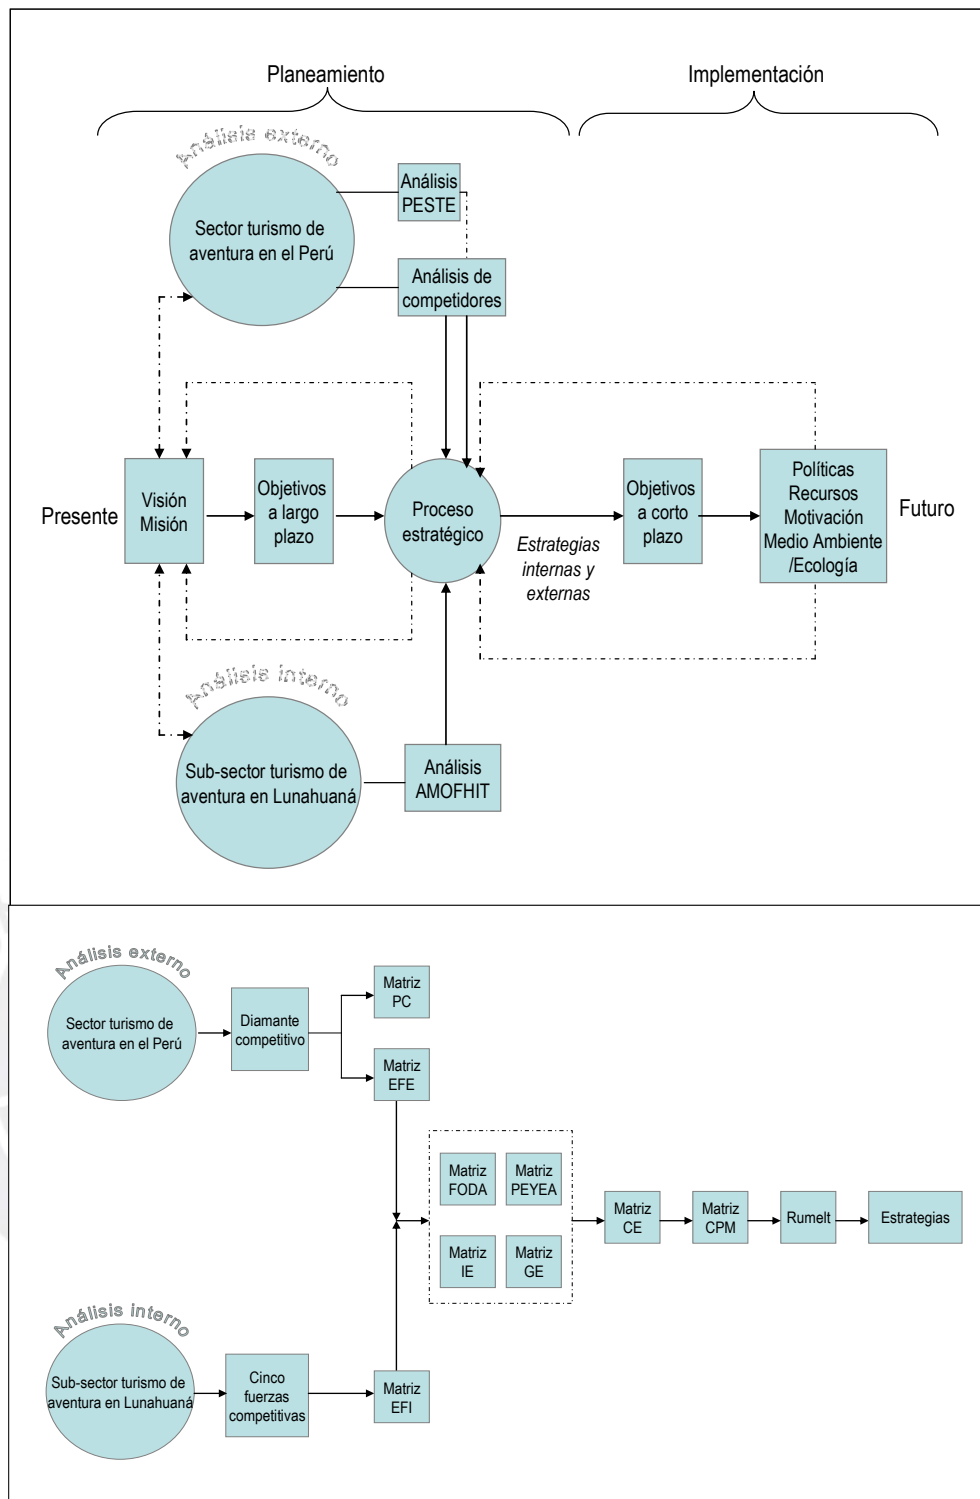 Planeamiento
Implementación
Análisis externo
Sector turismo de
aventura en el Perú
Análisis
PESTE
Análisis de
competidores
Presente
Visión
Misión
Objetivos
a largo
plazo
Proceso
estratégico
Estrategias
internas y
externas
Objetivos
a corto
plazo
Políticas
Recursos
Motivación
Medio Ambiente
/Ecología
Futuro
Análisis interno
Sub-sector turismo de
aventura en Lunahuaná
Análisis
AMOFHIT
Análisis externo
Sector turismo de
aventura en el Perú
Diamante
competitivo
Matriz
PC
Matriz
EFE
Matriz
FODA
Matriz
PEYEA
Matriz
IE
Matriz
GE
Matriz
CE
Matriz
CPM
Rumelt
Estrategias
Análisis interno
Sub-sector turismo de
aventura en Lunahuaná
Cinco
fuerzas
competitivas
Matriz
EFI